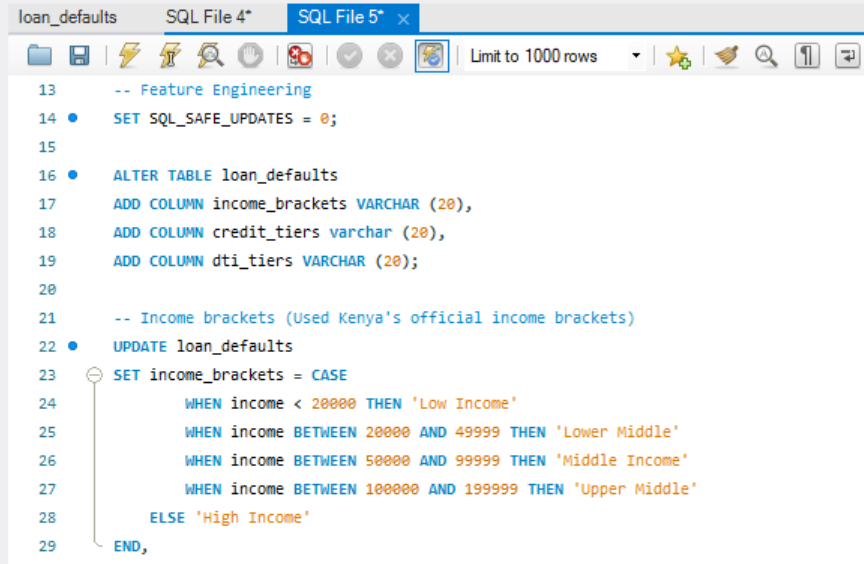 loan_defaults SQL File 4* SQL File 5* ×
Limit to 1000 rows
13 -- Feature Engineering
14 SET SQL_SAFE_UPDATES = 0;
15
16 ALTER TABLE loan_defaults
17 ADD COLUMN income_brackets VARCHAR (20),
18 ADD COLUMN credit_tiers varchar (20),
19 ADD COLUMN dti_tiers VARCHAR (20);
20
21 -- Income brackets (Used Kenya's official income brackets)
22 UPDATE loan_defaults
23 SET income_brackets = CASE
24 WHEN income < 20000 THEN 'Low Income'
25 WHEN income BETWEEN 20000 AND 49999 THEN 'Lower Middle'
26 WHEN income BETWEEN 50000 AND 99999 THEN 'Middle Income'
27 WHEN income BETWEEN 100000 AND 199999 THEN 'Upper Middle'
28 ELSE 'High Income'
29 END,